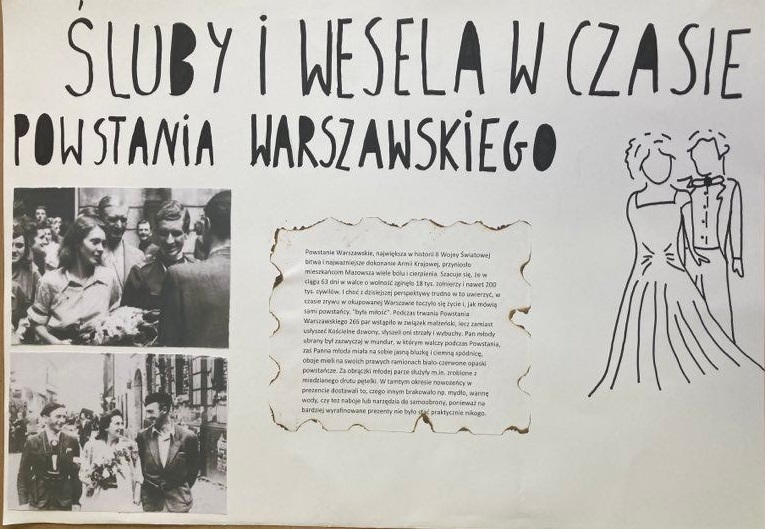 ŚLUBY i WESELA W CZASIE
POWSTANIA WARSZAWSKiEGO
Powstanie Warszawskie, największa w historii II Wojny Światowej
bitwa i najważniejsze dokonanie Armii Krajowej, przyniosło
mieszkańcom Mazowsza wiele bólu i cierpienia. Szacuje się, że w
ciągu 63 dni w walce o wolność zginęło 18 tys. żołnierzy i nawet 200
tys. cywilów. I choć z dzisiejszej perspektywy trudno w to uwierzyć, w
czasie zrywu w okupowanej Warszawie toczyło się życie i, jak mówią
sami powstańcy, "była miłość". Podczas trwania Powstania
Warszawskiego 265 par wstąpiło w związek małżeński, lecz zamiast
usłyszeć Kościelne dzwony, słyszeli oni strzały i wybuchy. Pan młody
ubrany był zazwyczaj w mundur, w którym walczy podczas Powstania,
zaś Panna młoda miała na sobie jasną bluzkę i ciemną spódnicę,
oboje mieli na swoich prawych ramionach biało-czerwone opaski
powstańcze. Za obrączki młodej parze służyły m.in. zrobione z
miedzianego drutu pętelki. W tamtym okresie nowożeńcy w
prezencie dostawali to, czego innym brakowało np. mydło, wannę
wody, czy też naboje lub narzędzia do samoobrony, ponieważ na
bardziej wyrafinowane prezenty nie było stać praktycznie nikogo.